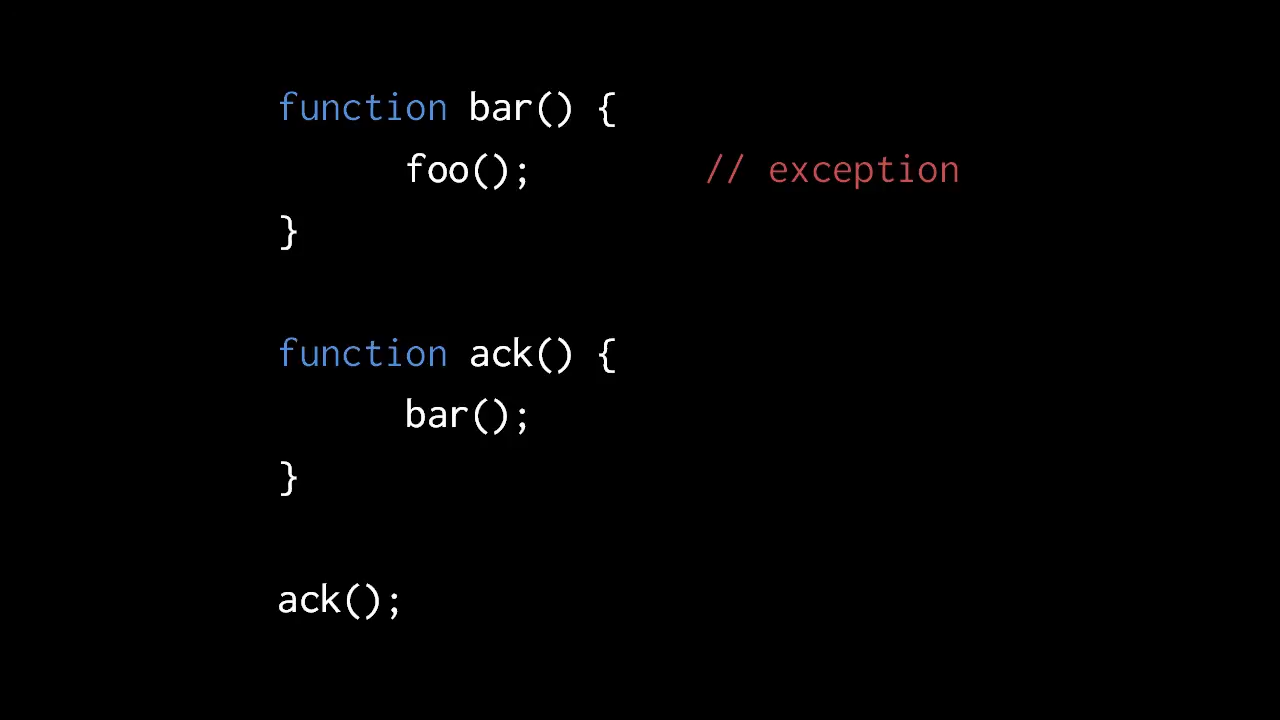 function bar() {
foo(); // exception
}
function ack() {
bar();
}
ack();